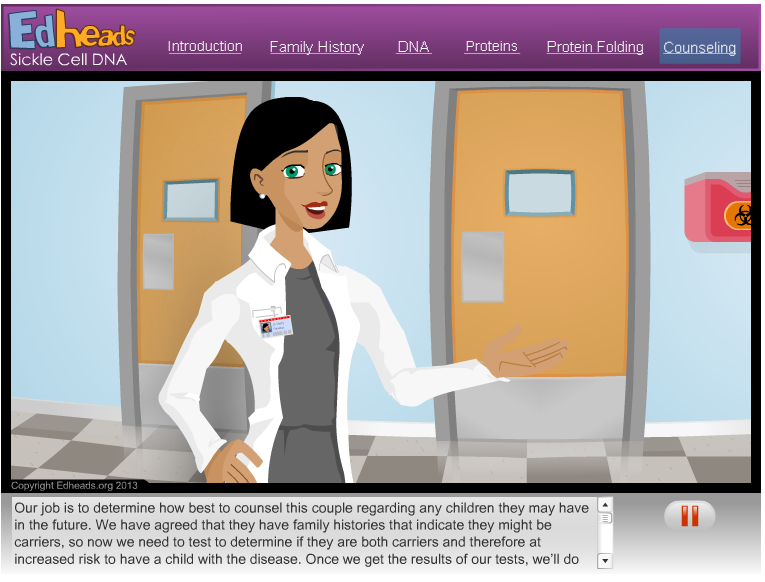 Edheads
Sickle Cell DNA
Introduction Family History DNA Proteins Protein Folding Counseling
Copyright Edheads.org 2013
Our job is to determine how best to counsel this couple regarding any children they may have
in the future. We have agreed that they have family histories that indicate they might be
carriers, so now we need to test to determine if they are both carriers and therefore at
increased risk to have a child with the disease. Once we get the results of our tests, we'll do